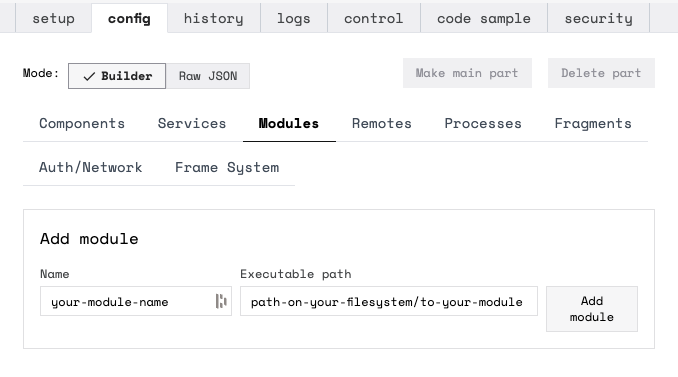 setup config history logs control code sample security
Mode: Builder Raw JSON Make main part Delete part
Components Services Modules Remotes Processes Fragments
Auth/Network Frame System
Add module
Name Executable path
your-module-name path-on-your-filesystem/to-your-module Add
module